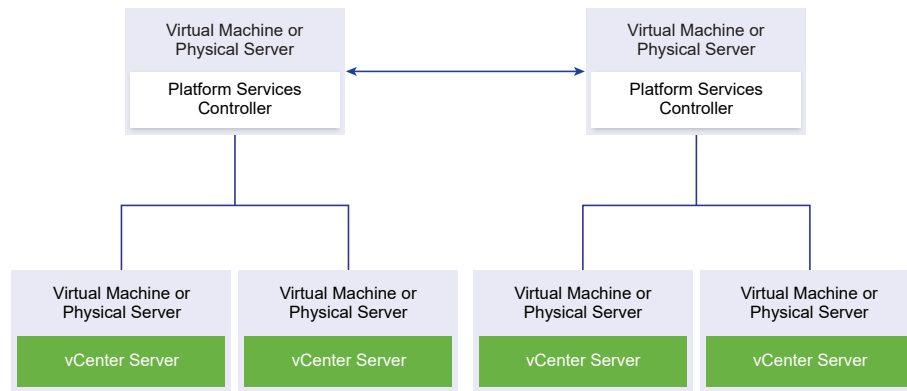 Virtual Machine or
Physical Server
Platform Services
Controller
Virtual Machine or
Physical Server
Platform Services
Controller
Virtual Machine or
Physical Server
vCenter Server
Virtual Machine or
Physical Server
vCenter Server
Virtual Machine or
Physical Server
vCenter Server
Virtual Machine or
Physical Server
vCenter Server